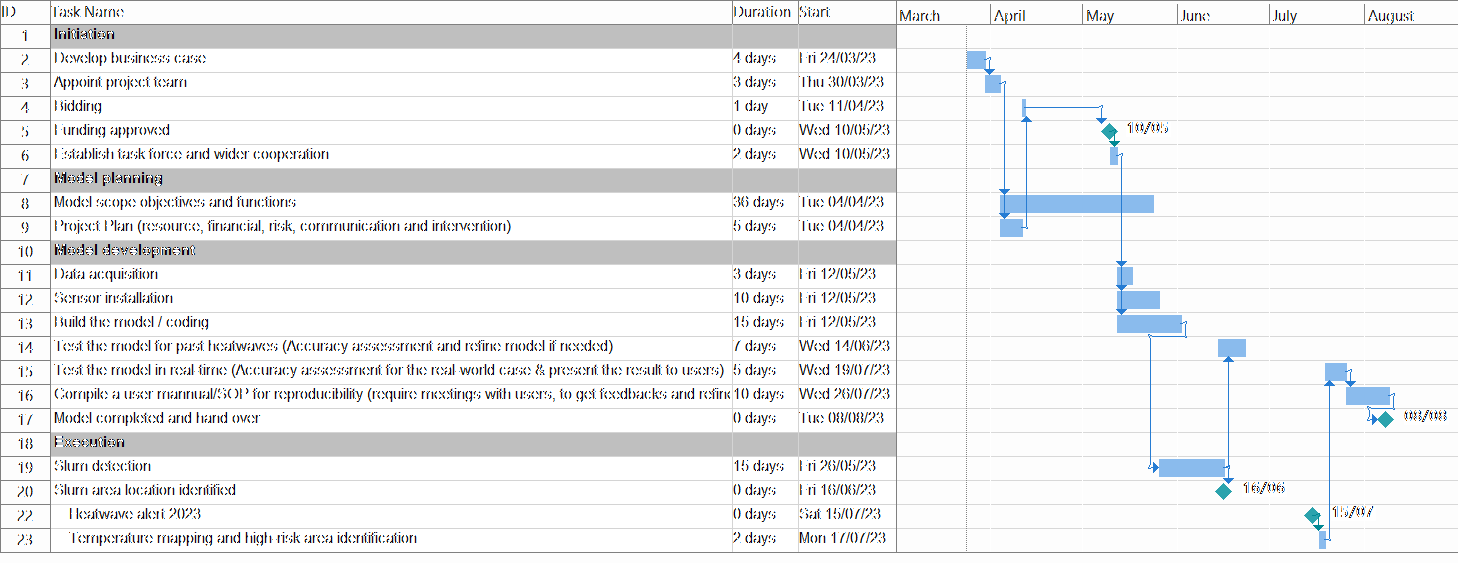 ID Task Name Duration Start March April May June July August
1 Initiation
2 Develop business case 4 days Fri 24/03/23
3 Appoint project team 3 days Thu 30/03/23
4 Bidding 1 day Tue 11/04/23
5 Funding approved 0 days Wed 10/05/23 10/05
6 Establish task force and wider cooperation 2 days Wed 10/05/23
7 Model planning
8 Model scope objectives and functions 36 days Tue 04/04/23
9 Project Plan (resource, financial, risk, communication and intervention) 5 days Tue 04/04/23
10 Model development
11 Data acquisition 3 days Fri 12/05/23
12 Sensor installation 10 days Fri 12/05/23
13 Build the model / coding 15 days Fri 12/05/23
14 Test the model for past heatwaves (Accuracy assessment and refine model if needed) 7 days Wed 14/06/23
15 Test the model in real-time (Accuracy assessment for the real-world case & present the result to users) 5 days Wed 19/07/23
16 Compile a user mannual/SOP for reproducibility (require meetings with users, to get feedbacks and refine 10 days Wed 26/07/23
17 Model completed and hand over 0 days Tue 08/08/23 08/08
18 Execution
19 Slum detection 15 days Fri 26/05/23
20 Slum area location identified 0 days Fri 16/06/23 16/06
22 Heatwave alert 2023 0 days Sat 15/07/23 15/07
23 Temperature mapping and high-risk area identification 2 days Mon 17/07/23